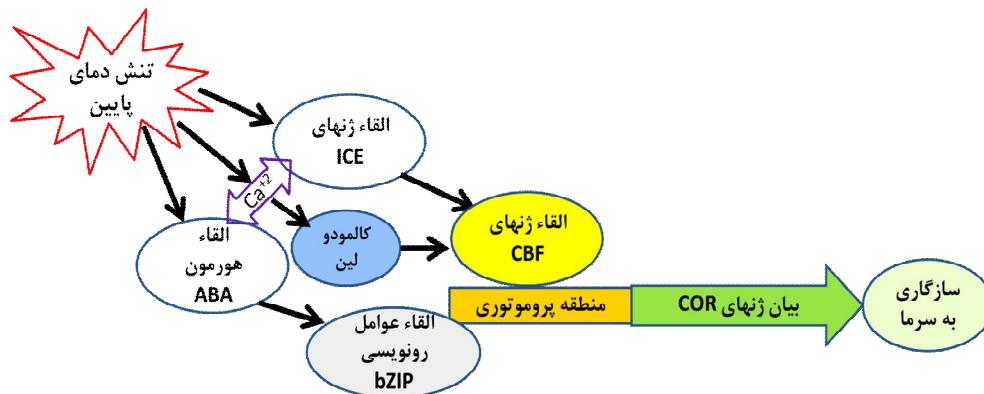 تنش دمای
پایین
القاء ژنهای
ICE
Ca+2
القاء
هورمون
ABA
کالمودو
لین
القاء ژنهای
CBF
القاء عوامل
رونویسی
bZIP
منطقه پروموتوری
بیان ژنهای COR
سازگاری
به سرما